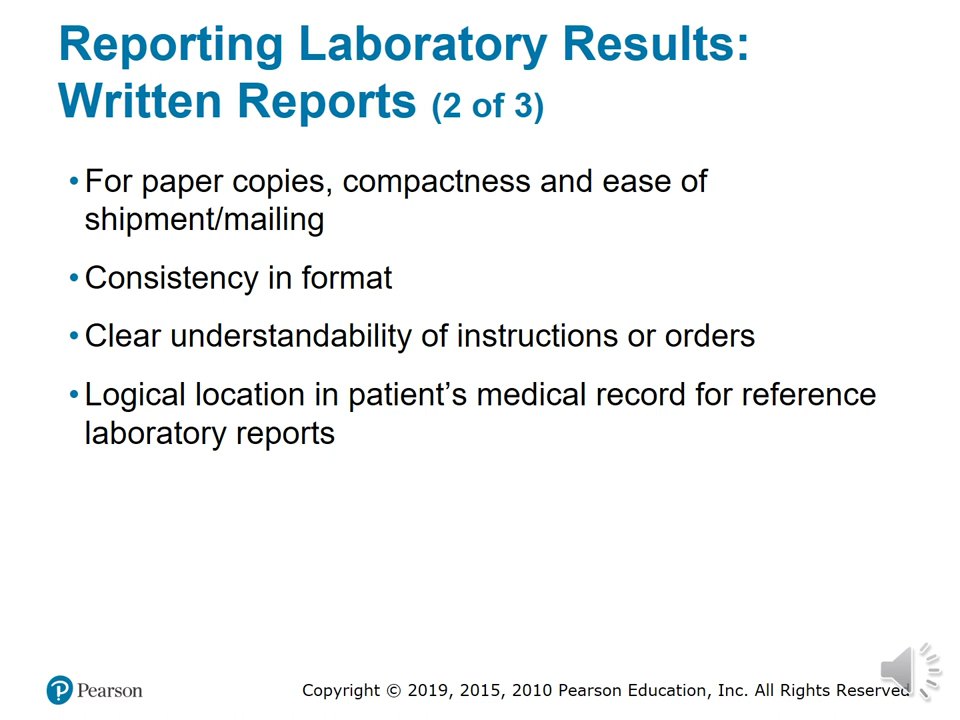 Reporting Laboratory Results:
Written Reports (2 of 3)
• For paper copies, compactness and ease of
shipment/mailing
• Consistency in format
• Clear understandability of instructions or orders
• Logical location in patient’s medical record for reference
laboratory reports
Pearson
Copyright © 2019, 2015, 2010 Pearson Education, Inc. All Rights Reserved